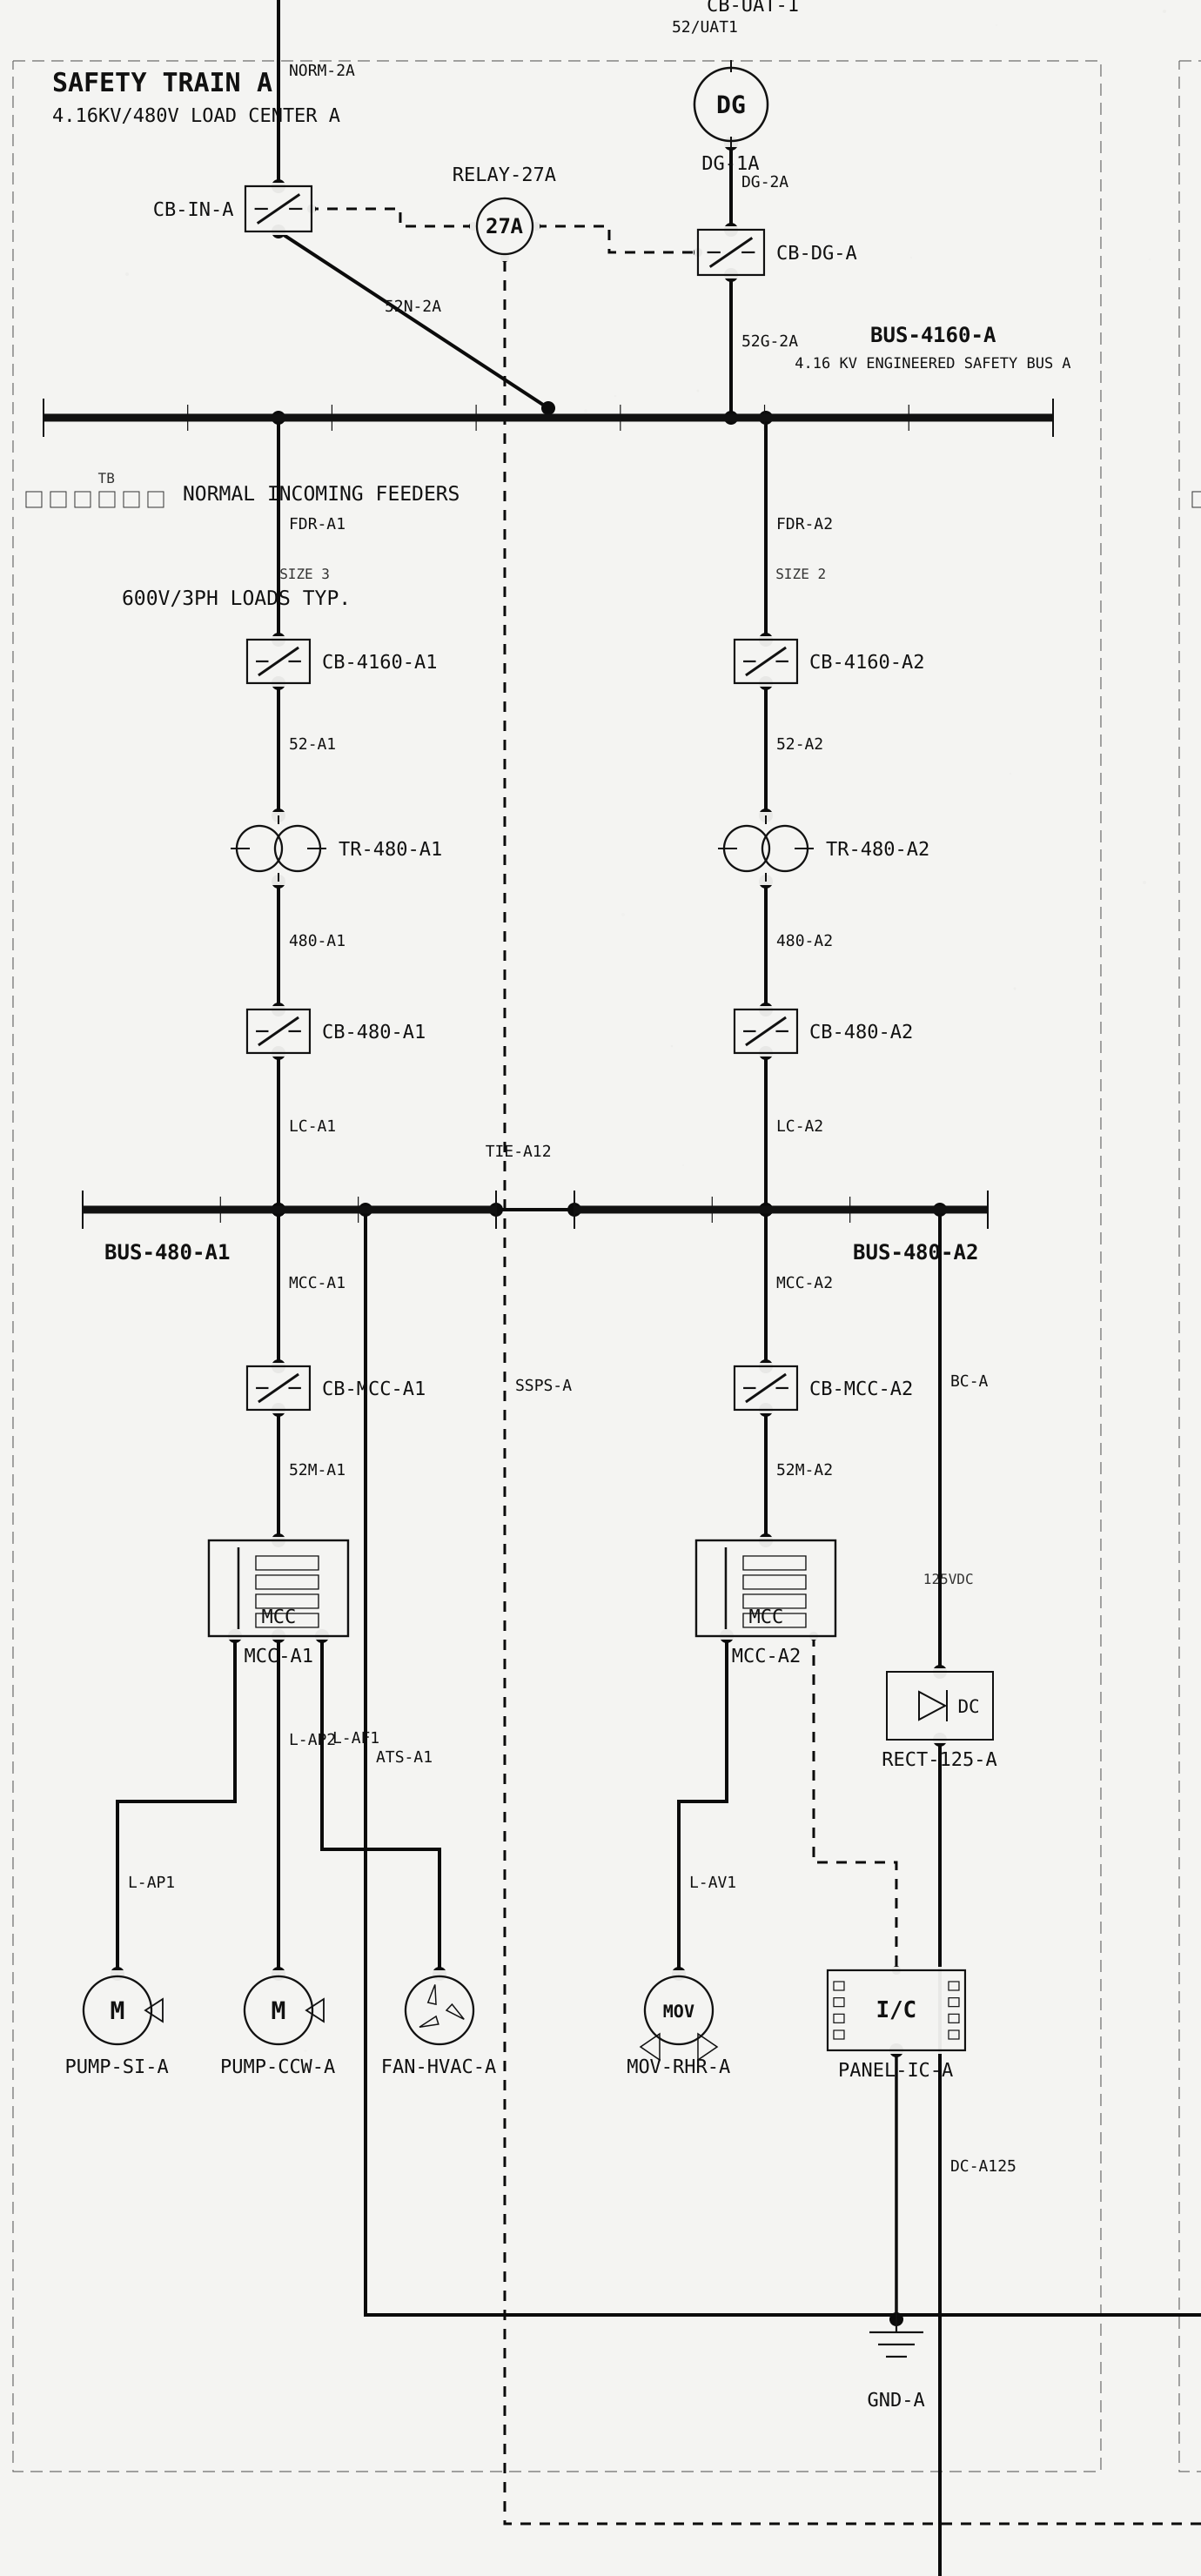 CB-UAT-1
52/UAT1
NORM-2A
SAFETY TRAIN A
4.16KV/480V LOAD CENTER A
DG
DG-1A
DG-2A
RELAY-27A
CB-IN-A
27A
CB-DG-A
52N-2A
52G-2A
BUS-4160-A
4.16 KV ENGINEERED SAFETY BUS A
TB
NORMAL INCOMING FEEDERS
FDR-A1
FDR-A2
SIZE 3
SIZE 2
600V/3PH LOADS TYP.
CB-4160-A1
CB-4160-A2
52-A1
52-A2
TR-480-A1
TR-480-A2
480-A1
480-A2
CB-480-A1
CB-480-A2
LC-A1
LC-A2
TIE-A12
BUS-480-A1
BUS-480-A2
MCC-A1
MCC-A2
CB-MCC-A1
SSPS-A
CB-MCC-A2
BC-A
52M-A1
52M-A2
125VDC
MCC
MCC
MCC-A1
MCC-A2
DC
L-AP2
L-AF1
ATS-A1
RECT-125-A
L-AP1
L-AV1
M
M
MOV
I/C
PUMP-SI-A
PUMP-CCW-A
FAN-HVAC-A
MOV-RHR-A
PANEL-IC-A
DC-A125
GND-A